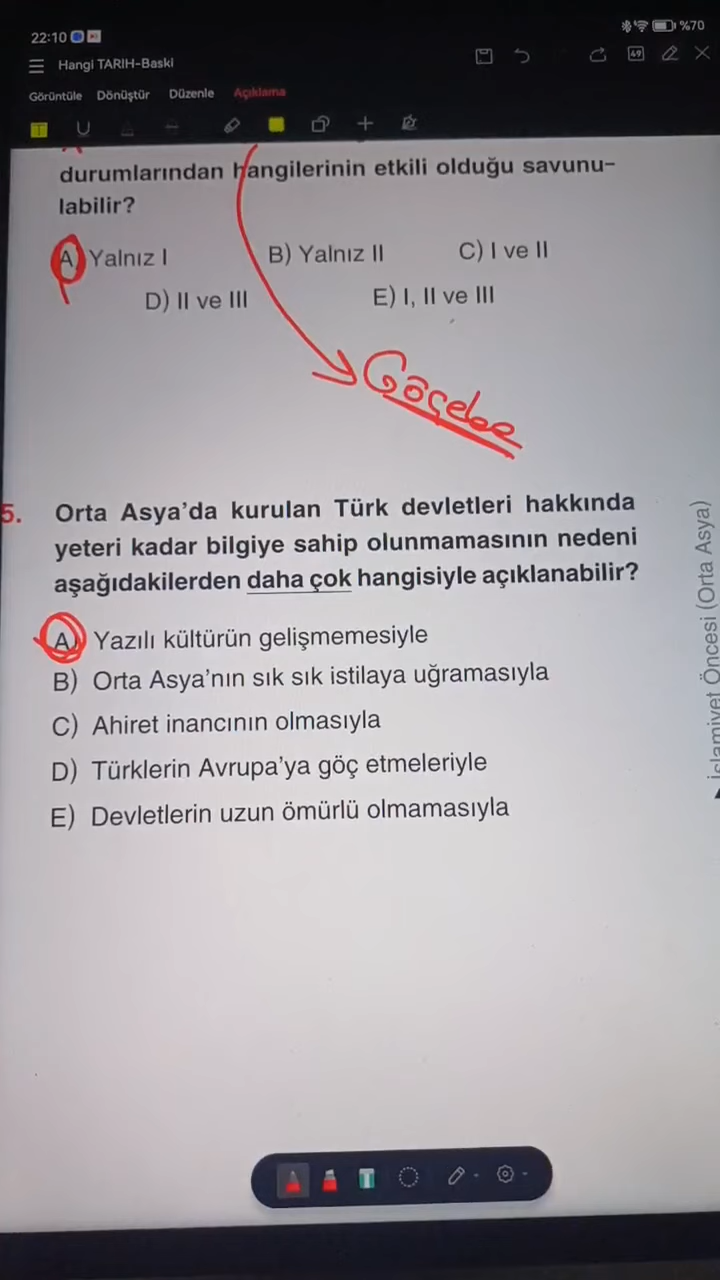 22:10 %70
Hangi TARIH-Baski 49
Görüntüle Dönüştür Düzenle Açıklama
T U
durumlarından hangilerinin etkili olduğu savunu-
labilir?
A) Yalnız I B) Yalnız II C) I ve II
D) II ve III E) I, II ve III
Göçebe
5. Orta Asya'da kurulan Türk devletleri hakkında
yeteri kadar bilgiye sahip olunmamasının nedeni
aşağıdakilerden daha çok hangisiyle açıklanabilir?
A) Yazılı kültürün gelişmemesiyle
B) Orta Asya'nın sık sık istilaya uğramasıyla
C) Ahiret inancının olmasıyla
D) Türklerin Avrupa'ya göç etmeleriyle
E) Devletlerin uzun ömürlü olmamasıyla
İslamiyet Öncesi (Orta Asya)